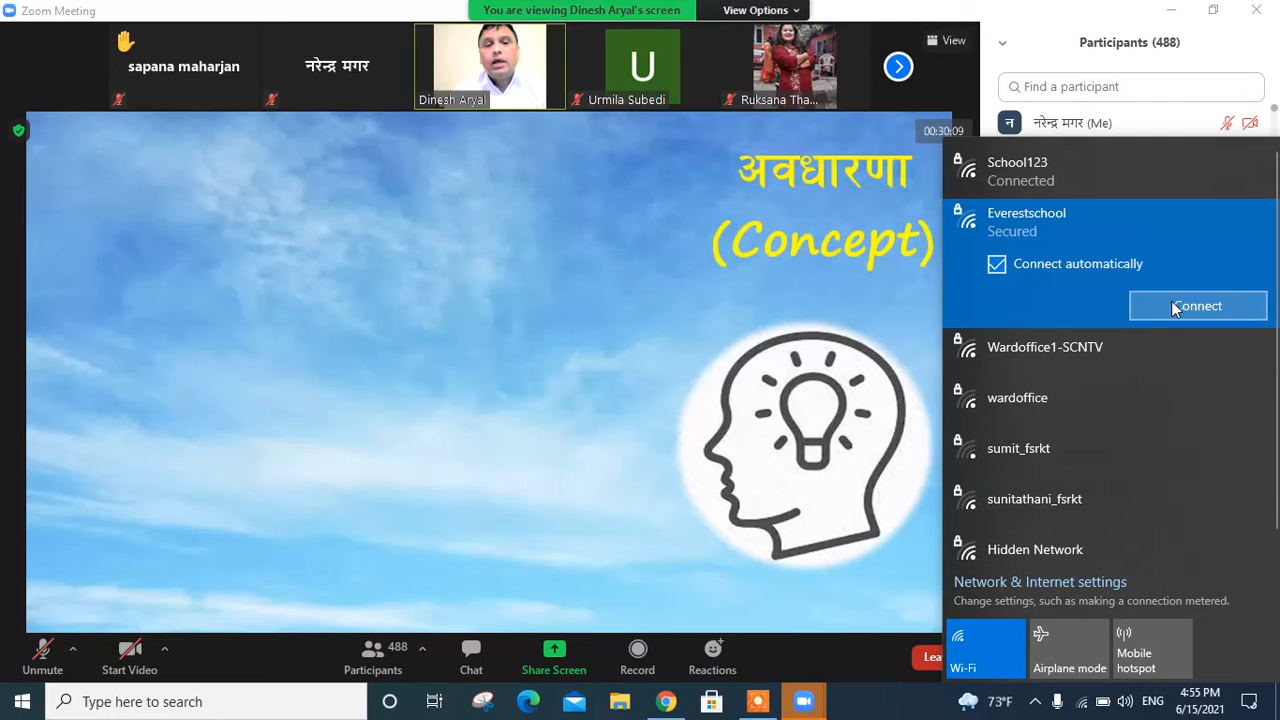 Zoom Meeting
You are viewing Dinesh Aryal's screen
View Options
sapana maharjan
नरेन्द्र मगर
Dinesh Aryal
U
Urmila Subedi
Ruksana Tha...
View
Participants (488)
Find a participant
न
नरेन्द्र मगर (Me)
00:30:09
अवधारणा
(Concept)
School123
Connected
Everestschool
Secured
Connect automatically
Connect
Wardoffice1-SCNTV
wardoffice
sumit_fsrkt
sunitathani_fsrkt
Hidden Network
Network & Internet settings
Change settings, such as making a connection metered.
Wi-Fi
Airplane mode
Mobile
hotspot
Unmute
Start Video
488
Participants
Chat
Share Screen
Record
Reactions
Lea
Type here to search
73°F
ENG
4:55 PM
6/15/2021